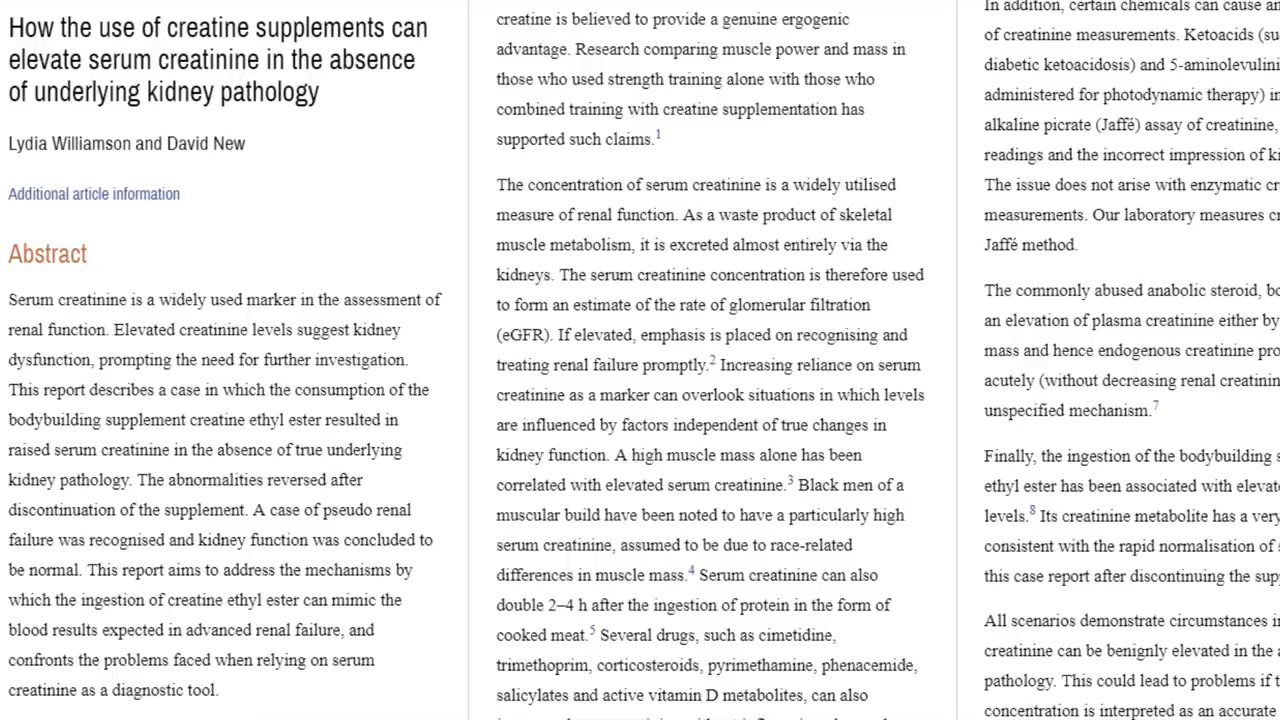 How the use of creatine supplements can
elevate serum creatinine in the absence
of underlying kidney pathology
Lydia Williamson and David New
Additional article information
Abstract
Serum creatinine is a widely used marker in the assessment of
renal function. Elevated creatinine levels suggest kidney
dysfunction, prompting the need for further investigation.
This report describes a case in which the consumption of the
bodybuilding supplement creatine ethyl ester resulted in
raised serum creatinine in the absence of true underlying
kidney pathology. The abnormalities reversed after
discontinuation of the supplement. A case of pseudo renal
failure was recognised and kidney function was concluded to
be normal. This report aims to address the mechanisms by
which the ingestion of creatine ethyl ester can mimic the
blood results expected in advanced renal failure, and
confronts the problems faced when relying on serum
creatinine as a diagnostic tool.
creatine is believed to provide a genuine ergogenic
advantage. Research comparing muscle power and mass in
those who used strength training alone with those who
combined training with creatine supplementation has
supported such claims.1
The concentration of serum creatinine is a widely utilised
measure of renal function. As a waste product of skeletal
muscle metabolism, it is excreted almost entirely via the
kidneys. The serum creatinine concentration is therefore used
to form an estimate of the rate of glomerular filtration
(eGFR). If elevated, emphasis is placed on recognising and
treating renal failure promptly.2 Increasing reliance on serum
creatinine as a marker can overlook situations in which levels
are influenced by factors independent of true changes in
kidney function. A high muscle mass alone has been
correlated with elevated serum creatinine.3 Black men of a
muscular build have been noted to have a particularly high
serum creatinine, assumed to be due to race-related
differences in muscle mass.4 Serum creatinine can also
double 2–4 h after the ingestion of protein in the form of
cooked meat.5 Several drugs, such as cimetidine,
trimethoprim, corticosteroids, pyrimethamine, phenacemide,
salicylates and active vitamin D metabolites, can also
In addition, certain chemicals can cause
of creatinine measurements. Ketoacids
diabetic ketoacidosis) and
administered for photodynamic therapy)
alkaline picrate (Jaffé) assay of creatinine,
readings and the incorrect impression of
The issue does not arise with enzymatic
measurements. Our laboratory measures
Jaffé method.
The commonly abused anabolic steroid,
an elevation of plasma creatinine either by
mass and hence endogenous creatinine
acutely (without decreasing renal
unspecified mechanism.7
Finally, the ingestion of the bodybuilding
ethyl ester has been associated with
levels.8 Its creatinine metabolite has a very
consistent with the rapid normalisation of
this case report after discontinuing the
All scenarios demonstrate circumstances
creatinine can be benignly elevated in the
pathology. This could lead to problems if
concentration is interpreted as an accurate